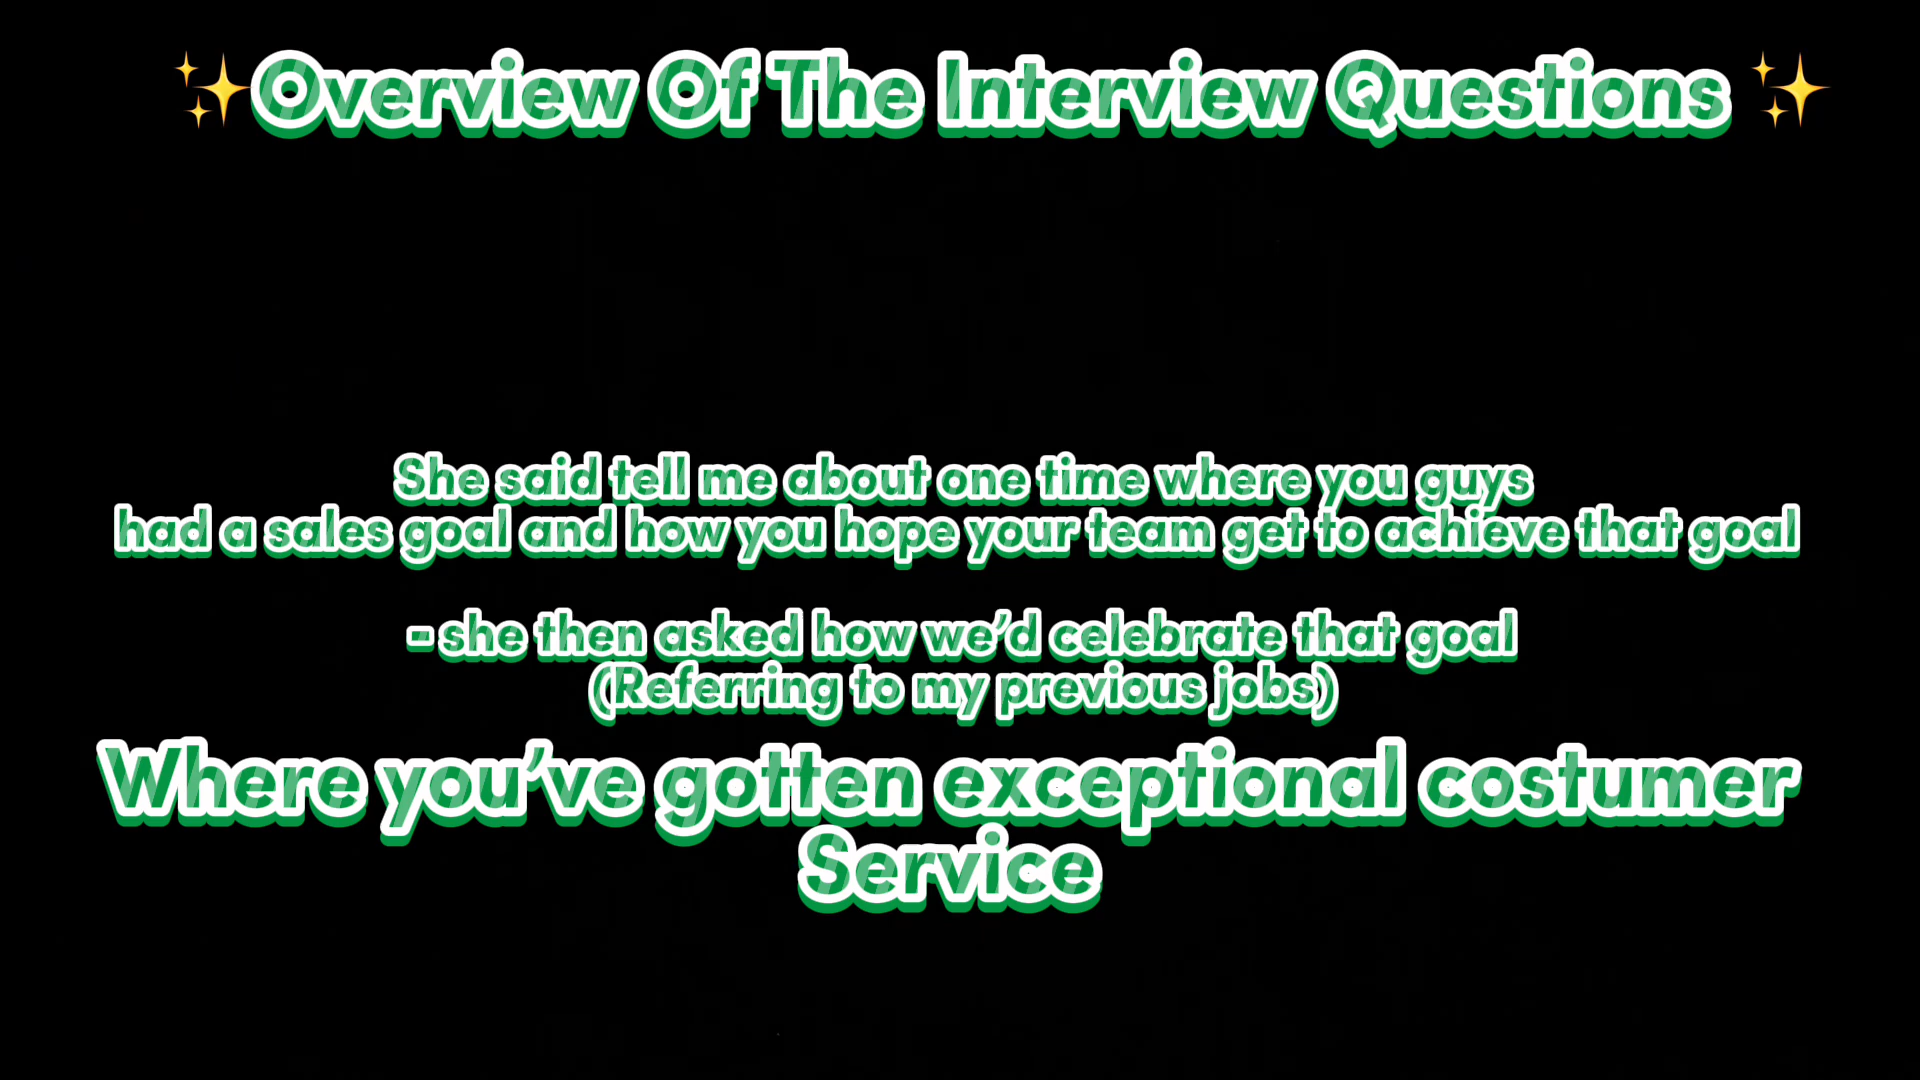 ✨Overview Of The Interview Questions ✨
She said tell me about one time where you guys
had a sales goal and how you hope your team get to achieve that goal
- she then asked how we’d celebrate that goal
(Referring to my previous jobs)
Where you’ve gotten exceptional costumer
Service